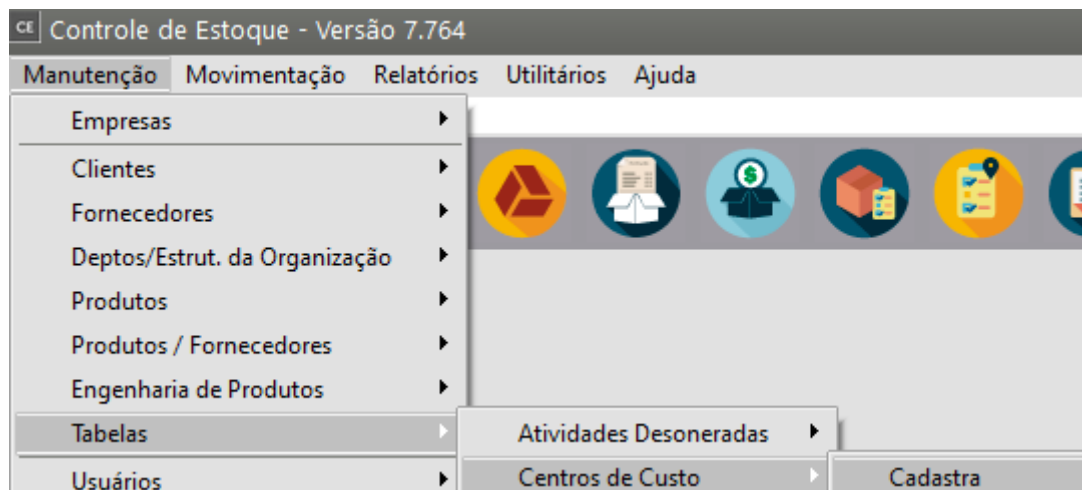 CE Controle de Estoque - Versão 7.764
Manutenção Movimentação Relatórios Utilitários Ajuda
Empresas
Clientes
Fornecedores
Deptos/Estrut. da Organização
Produtos
Produtos / Fornecedores
Engenharia de Produtos
Tabelas Atividades Desoneradas
Usuários Centros de Custo Cadastra